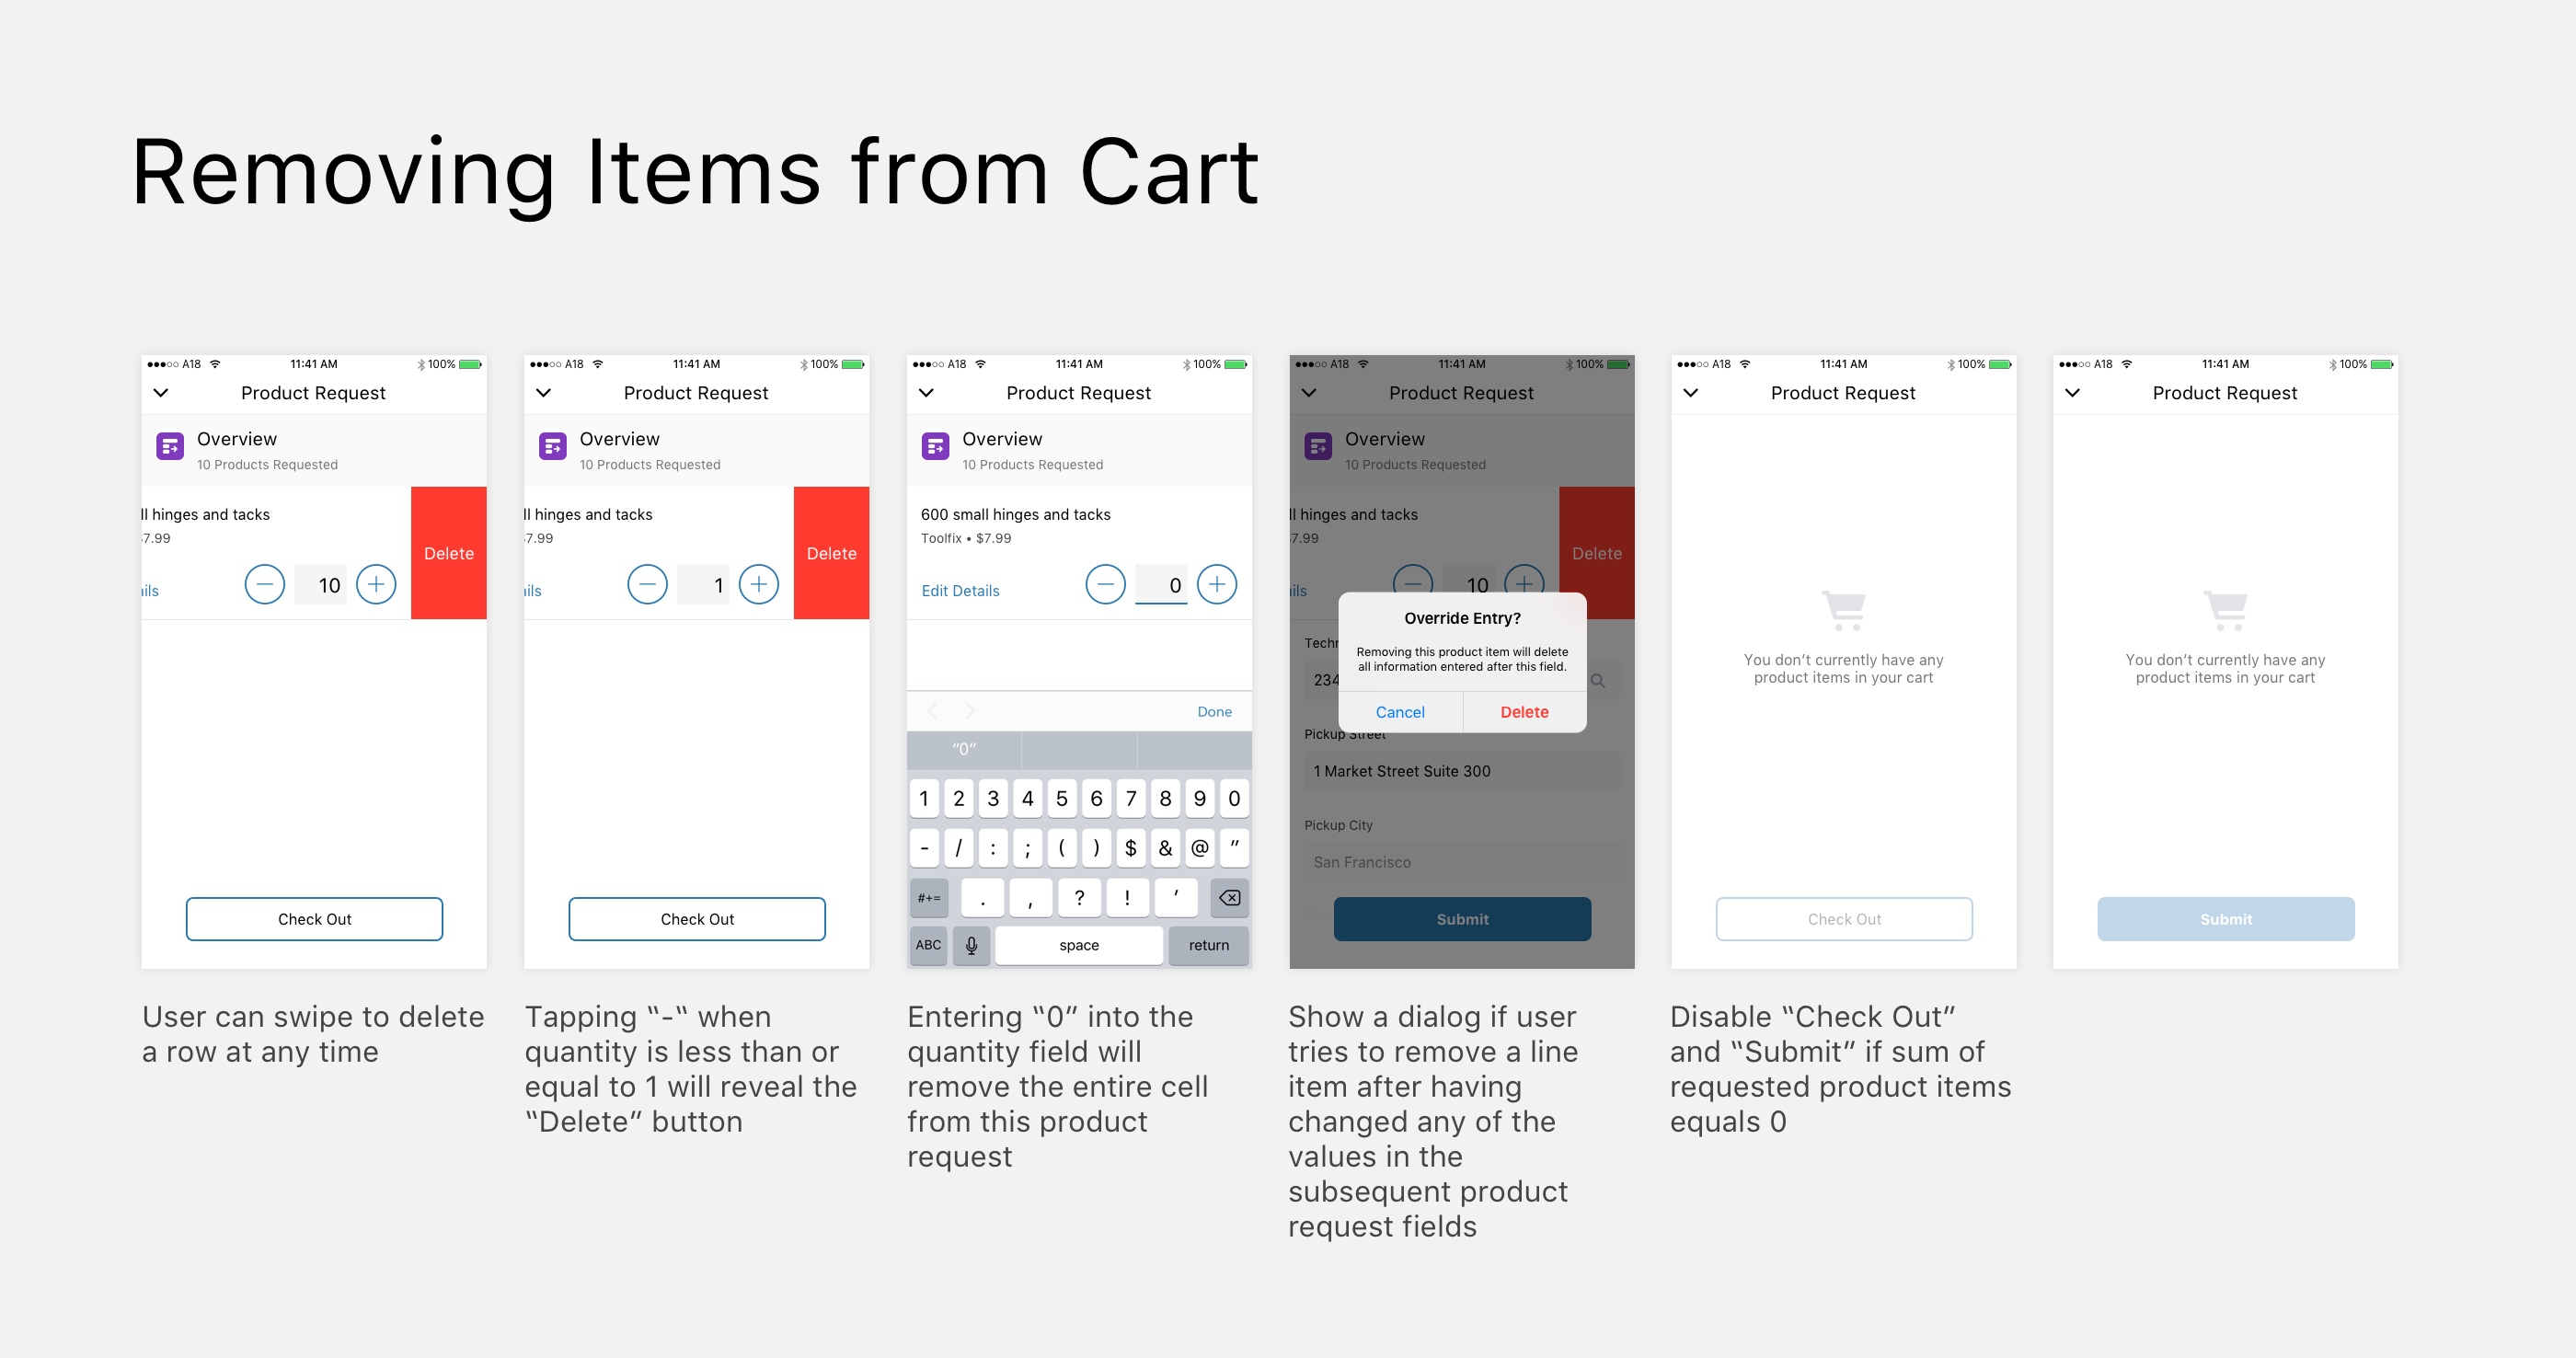 Removing Items from Cart
A18 11:41 AM 100%
Product Request
Overview
10 Products Requested
ll hinges and tacks
$7.99
ails
10
Delete
Check Out
User can swipe to delete
a row at any time
A18 11:41 AM 100%
Product Request
Overview
10 Products Requested
ll hinges and tacks
$7.99
ails
1
Delete
Check Out
Tapping “-“ when
quantity is less than or
equal to 1 will reveal the
“Delete” button
A18 11:41 AM 100%
Product Request
Overview
10 Products Requested
600 small hinges and tacks
Toolfix • $7.99
Edit Details
0
Done
“0”
1 2 3 4 5 6 7 8 9 0
- / : ; ( ) $ & @ ”
#+= . , ? ! ’
ABC space return
Entering “0” into the
quantity field will
remove the entire cell
from this product
request
A18 11:41 AM 100%
Product Request
Overview
10 Products Requested
ll hinges and tacks
$7.99
ails
10
Delete
Override Entry?
Removing this product item will delete
all information entered after this field.
Cancel Delete
Techn
234
Pickup Street
1 Market Street Suite 300
Pickup City
San Francisco
Submit
Show a dialog if user
tries to remove a line
item after having
changed any of the
values in the
subsequent product
request fields
A18 11:41 AM 100%
Product Request
You don’t currently have any
product items in your cart
Check Out
Disable “Check Out”
and “Submit” if sum of
requested product items
equals 0
A18 11:41 AM 100%
Product Request
You don’t currently have any
product items in your cart
Submit